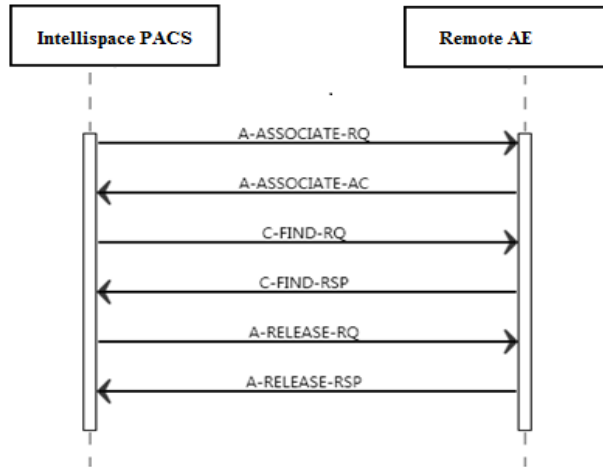 Intellispace PACS
Remote AE
A-ASSOCIATE-RQ
A-ASSOCIATE-AC
C-FIND-RQ
C-FIND-RSP
A-RELEASE-RQ
A-RELEASE-RSP